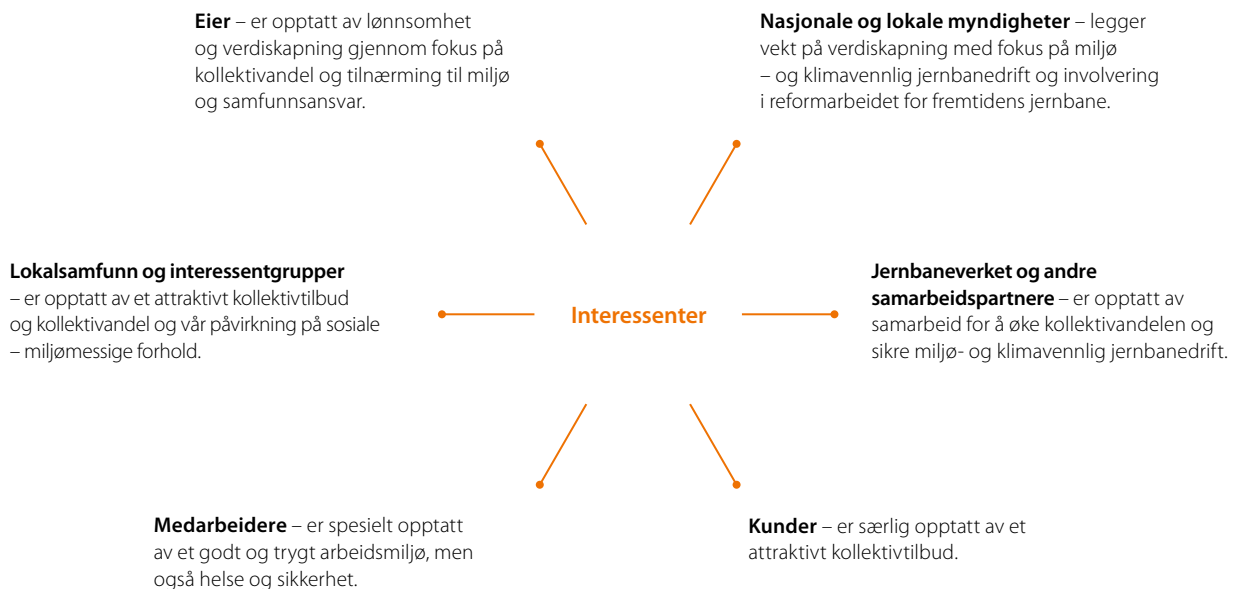 Eier – er opptatt av lønnsomhet
og verdiskapning gjennom fokus på
kollektivandel og tilnærming til miljø
og samfunnsansvar.
Nasjonale og lokale myndigheter – legger
vekt på verdiskapning med fokus på miljø
– og klimavennlig jernbanedrift og involvering
i reformarbeidet for fremtidens jernbane.
Lokalsamfunn og interessentgrupper
– er opptatt av et attraktivt kollektivtilbud
og kollektivandel og vår påvirkning på sosiale
– miljømessige forhold.
Interessenter
Jernbaneverket og andre
samarbeidspartnere – er opptatt av
samarbeid for å øke kollektivandelen og
sikre miljø- og klimavennlig jernbanedrift.
Medarbeidere – er spesielt opptatt
av et godt og trygt arbeidsmiljø, men
også helse og sikkerhet.
Kunder – er særlig opptatt av et
attraktivt kollektivtilbud.